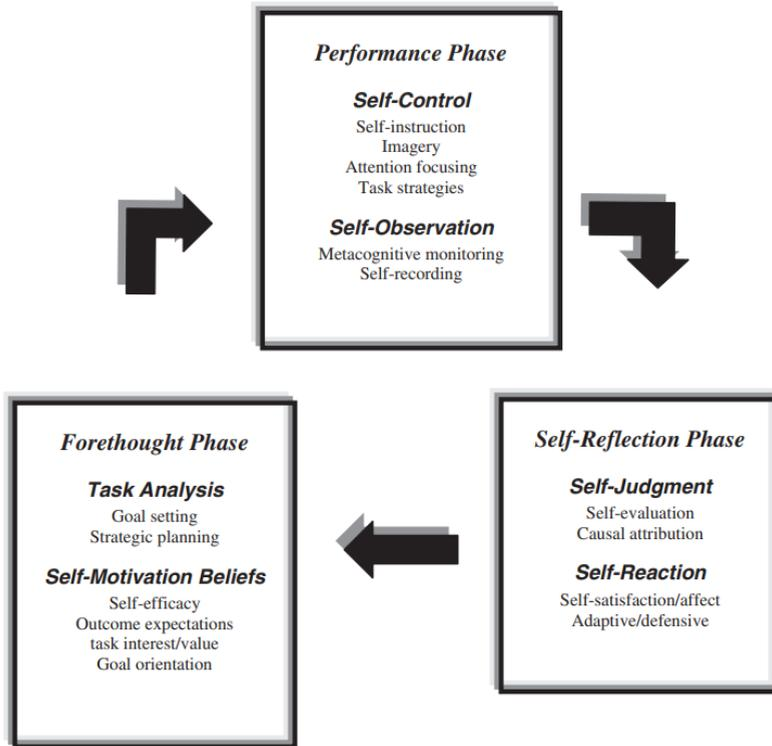 Performance Phase
Self-Control
Self-instruction
Imagery
Attention focusing
Task strategies
Self-Observation
Metacognitive monitoring
Self-recording
Forethought Phase
Task Analysis
Goal setting
Strategic planning
Self-Motivation Beliefs
Self-efficacy
Outcome expectations
task interest/value
Goal orientation
Self-Reflection Phase
Self-Judgment
Self-evaluation
Causal attribution
Self-Reaction
Self-satisfaction/affect
Adaptive/defensive